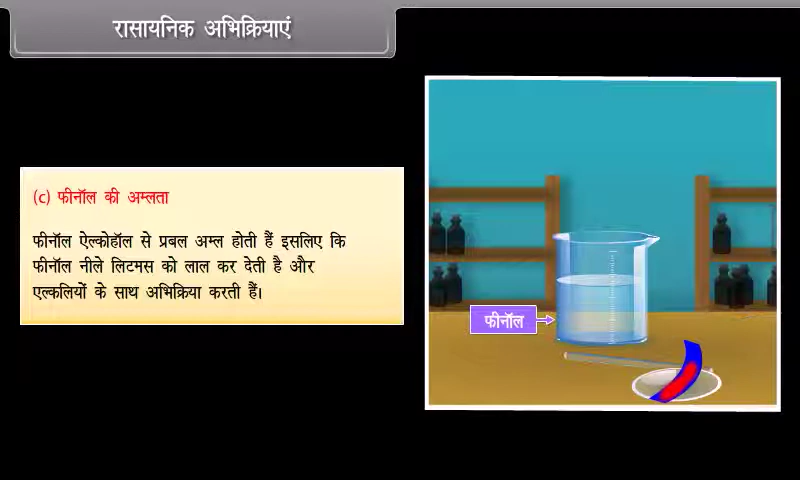 रासायनिक अभिक्रियाएं
(c) फीनॉल की अम्लता
फीनॉल ऐल्कोहॉल से प्रबल अम्ल होती हैं इसलिए कि
फीनॉल नीले लिटमस को लाल कर देती है और
एल्कलियों के साथ अभिक्रिया करती हैं।
फीनॉल